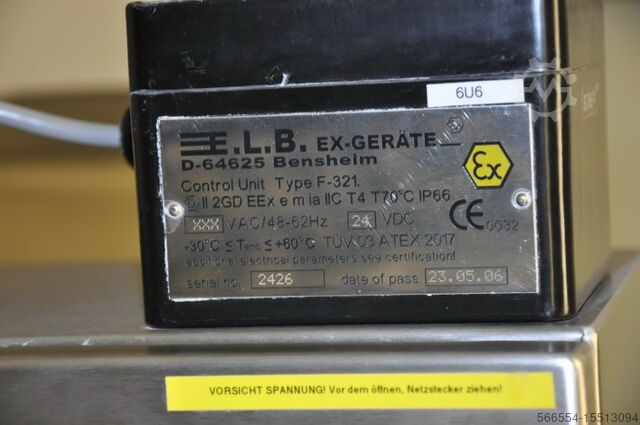 6U6
E.L.B. EX-GERÄTE
D-64625 Bensheim
Control Unit Type F-321.
Ex
II 2GD EEx e m ia IIC T4 T70°C IP66
XXX VAC/48-62Hz 24 VDC
CE 0032
-30°C ≤ Tamb ≤ +60°C TÜV 03 ATEX 2017
additional electrical parameters see certification!
serial no. 2426 date of pass. 23.05.06
VORSICHT SPANNUNG! Vor dem öffnen, Netzstecker ziehen!
566554-15513094